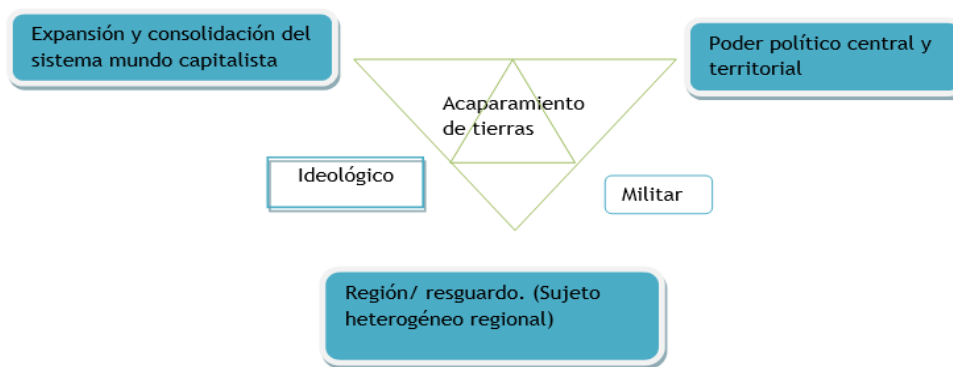 Expansión y consolidación del
sistema mundo capitalista
Poder político central y
territorial
Acaparamiento
de tierras
Ideológico
Militar
Región/ resguardo. (Sujeto
heterogéneo regional)